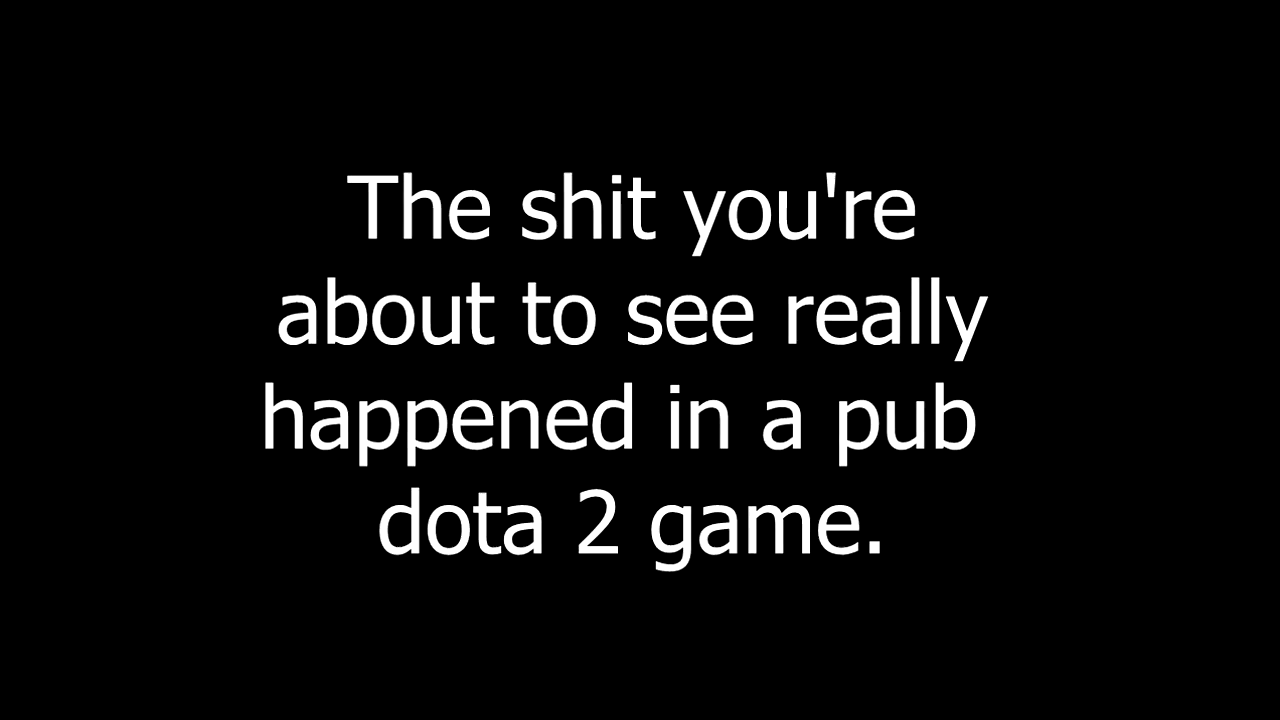 The shit you're
about to see really
happened in a pub
dota 2 game.